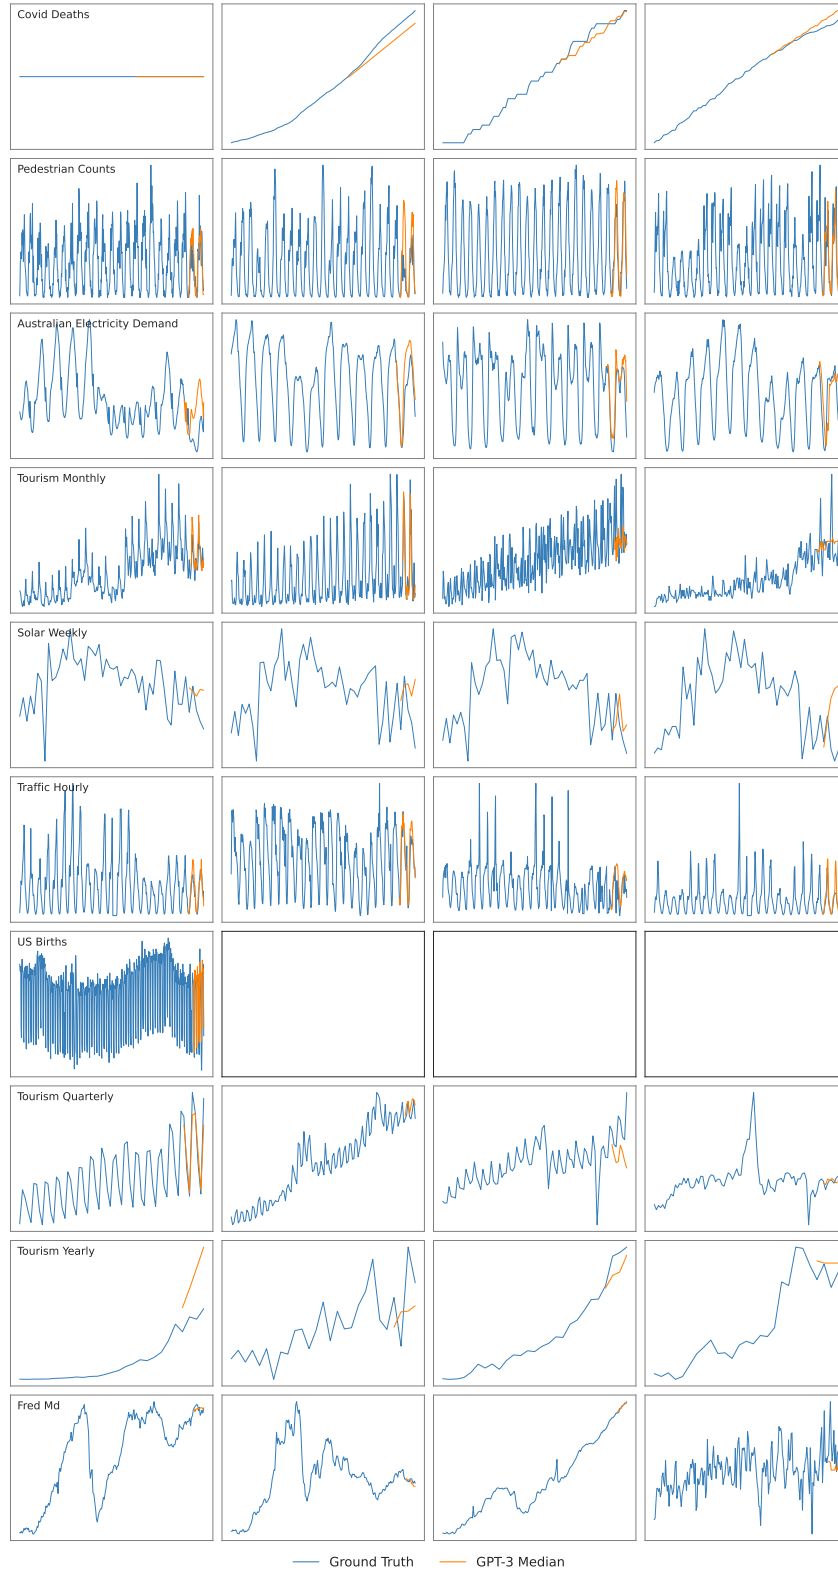 Covid Deaths
Pedestrian Counts
Australian Electricity Demand
Tourism Monthly
Solar Weekly
Traffic Hourly
US Births
Tourism Quarterly
Tourism Yearly
Fred Md
Ground Truth GPT-3 Median